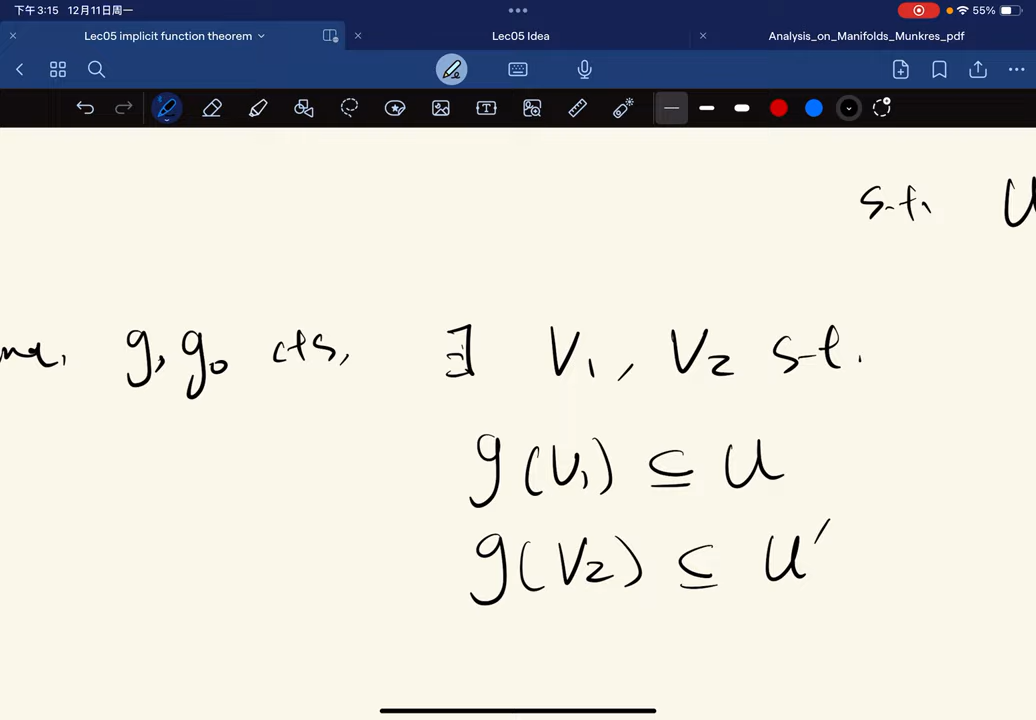 下午3:15 12月11日周一
55%
Lec05 implicit function theorem
Lec05 Idea
Analysis_on_Manifolds_Munkres_pdf
s.t. U
g, g₀ cts, ∃ V₁, V₂ s.t.
g(V₁) ⊆ U
g(V₂) ⊆ U′